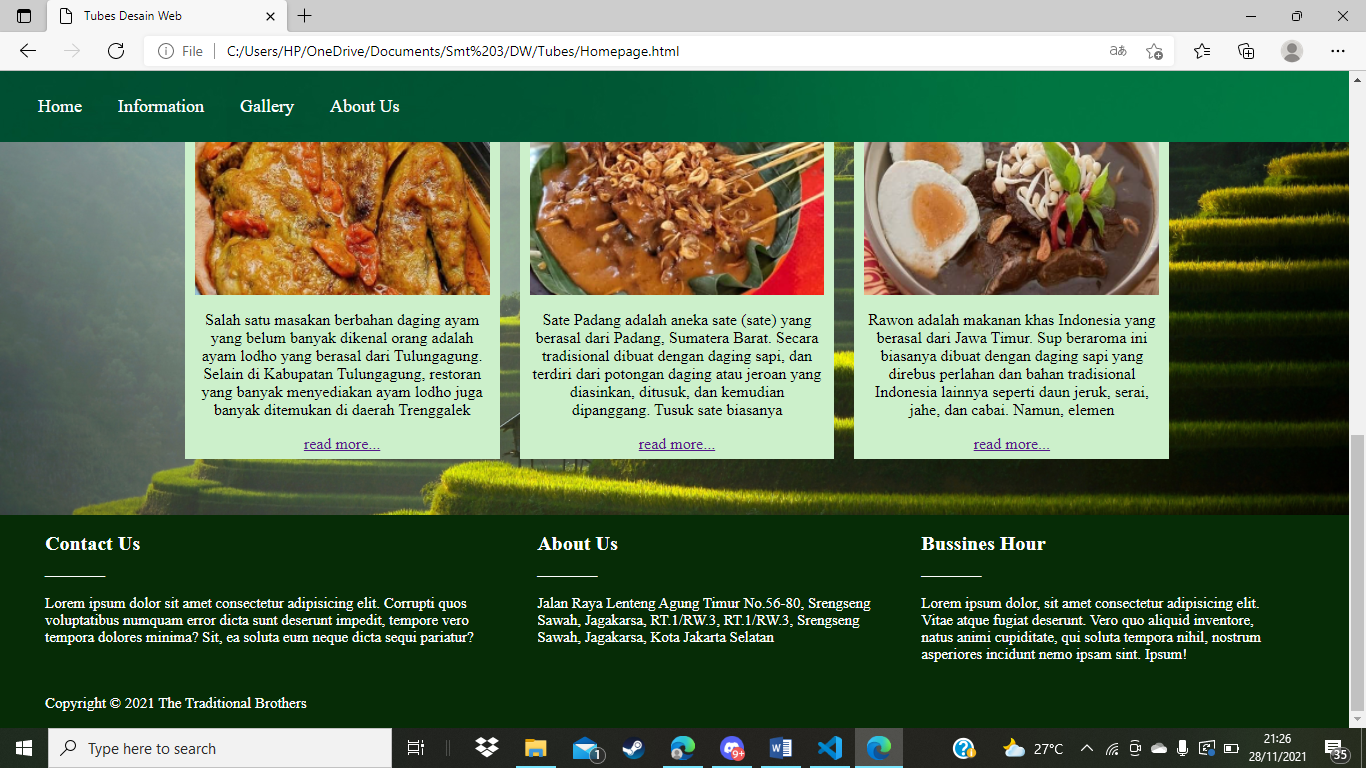 Tubes Desain Web
File
C:/Users/HP/OneDrive/Documents/Smt%203/DW/Tubes/Homepage.html
aあ
Home Information Gallery About Us
Salah satu masakan berbahan daging ayam
yang belum banyak dikenal orang adalah
ayam lodho yang berasal dari Tulungagung.
Selain di Kabupatan Tulungagung, restoran
yang banyak menyediakan ayam lodho juga
banyak ditemukan di daerah Trenggalek
read more...
Sate Padang adalah aneka sate (sate) yang
berasal dari Padang, Sumatera Barat. Secara
tradisional dibuat dengan daging sapi, dan
terdiri dari potongan daging atau jeroan yang
diasinkan, ditusuk, dan kemudian
dipanggang. Tusuk sate biasanya
read more...
Rawon adalah makanan khas Indonesia yang
berasal dari Jawa Timur. Sup beraroma ini
biasanya dibuat dengan daging sapi yang
direbus perlahan dan bahan tradisional
Indonesia lainnya seperti daun jeruk, serai,
jahe, dan cabai. Namun, elemen
read more...
Contact Us
Lorem ipsum dolor sit amet consectetur adipisicing elit. Corrupti quos
voluptatibus numquam error dicta sunt deserunt impedit, tempore vero
tempora dolores minima? Sit, ea soluta eum neque dicta sequi pariatur?
About Us
Jalan Raya Lenteng Agung Timur No.56-80, Srengseng
Sawah, Jagakarsa, RT.1/RW.3, RT.1/RW.3, Srengseng
Sawah, Jagakarsa, Kota Jakarta Selatan
Bussines Hour
Lorem ipsum dolor, sit amet consectetur adipisicing elit.
Vitae atque fugiat deserunt. Vero quo aliquid inventore,
natus animi cupiditate, qui soluta tempora nihil, nostrum
asperiores incidunt nemo ipsam sint. Ipsum!
Copyright © 2021 The Traditional Brothers
Type here to search
1
9+
27°C
21:26
28/11/2021
35